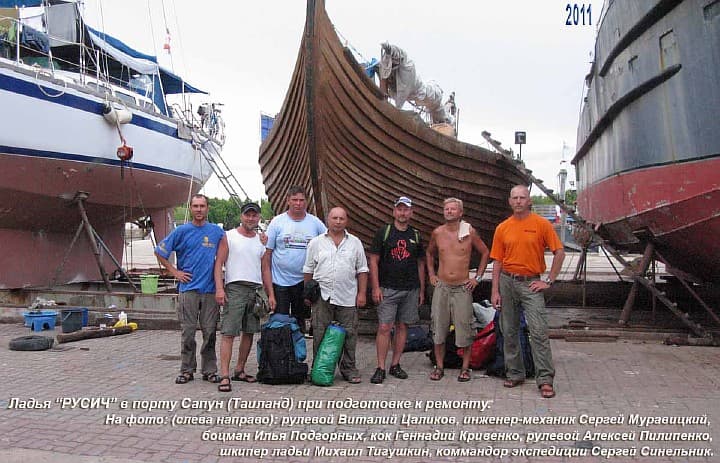 2011
Ладья "РУСИЧ" в порту Сапун (Таиланд) при подготовке к ремонту.
На фото: (слева направо): рулевой Виталий Цаликов, инженер-механик Сергей Муравицкий,
боцман Илья Подгорных, кок Геннадий Кривенко, рулевой Алексей Пилипенко,
шкипер ладьи Михаил Тигушкин, коммандор экспедиции Сергей Синельник.